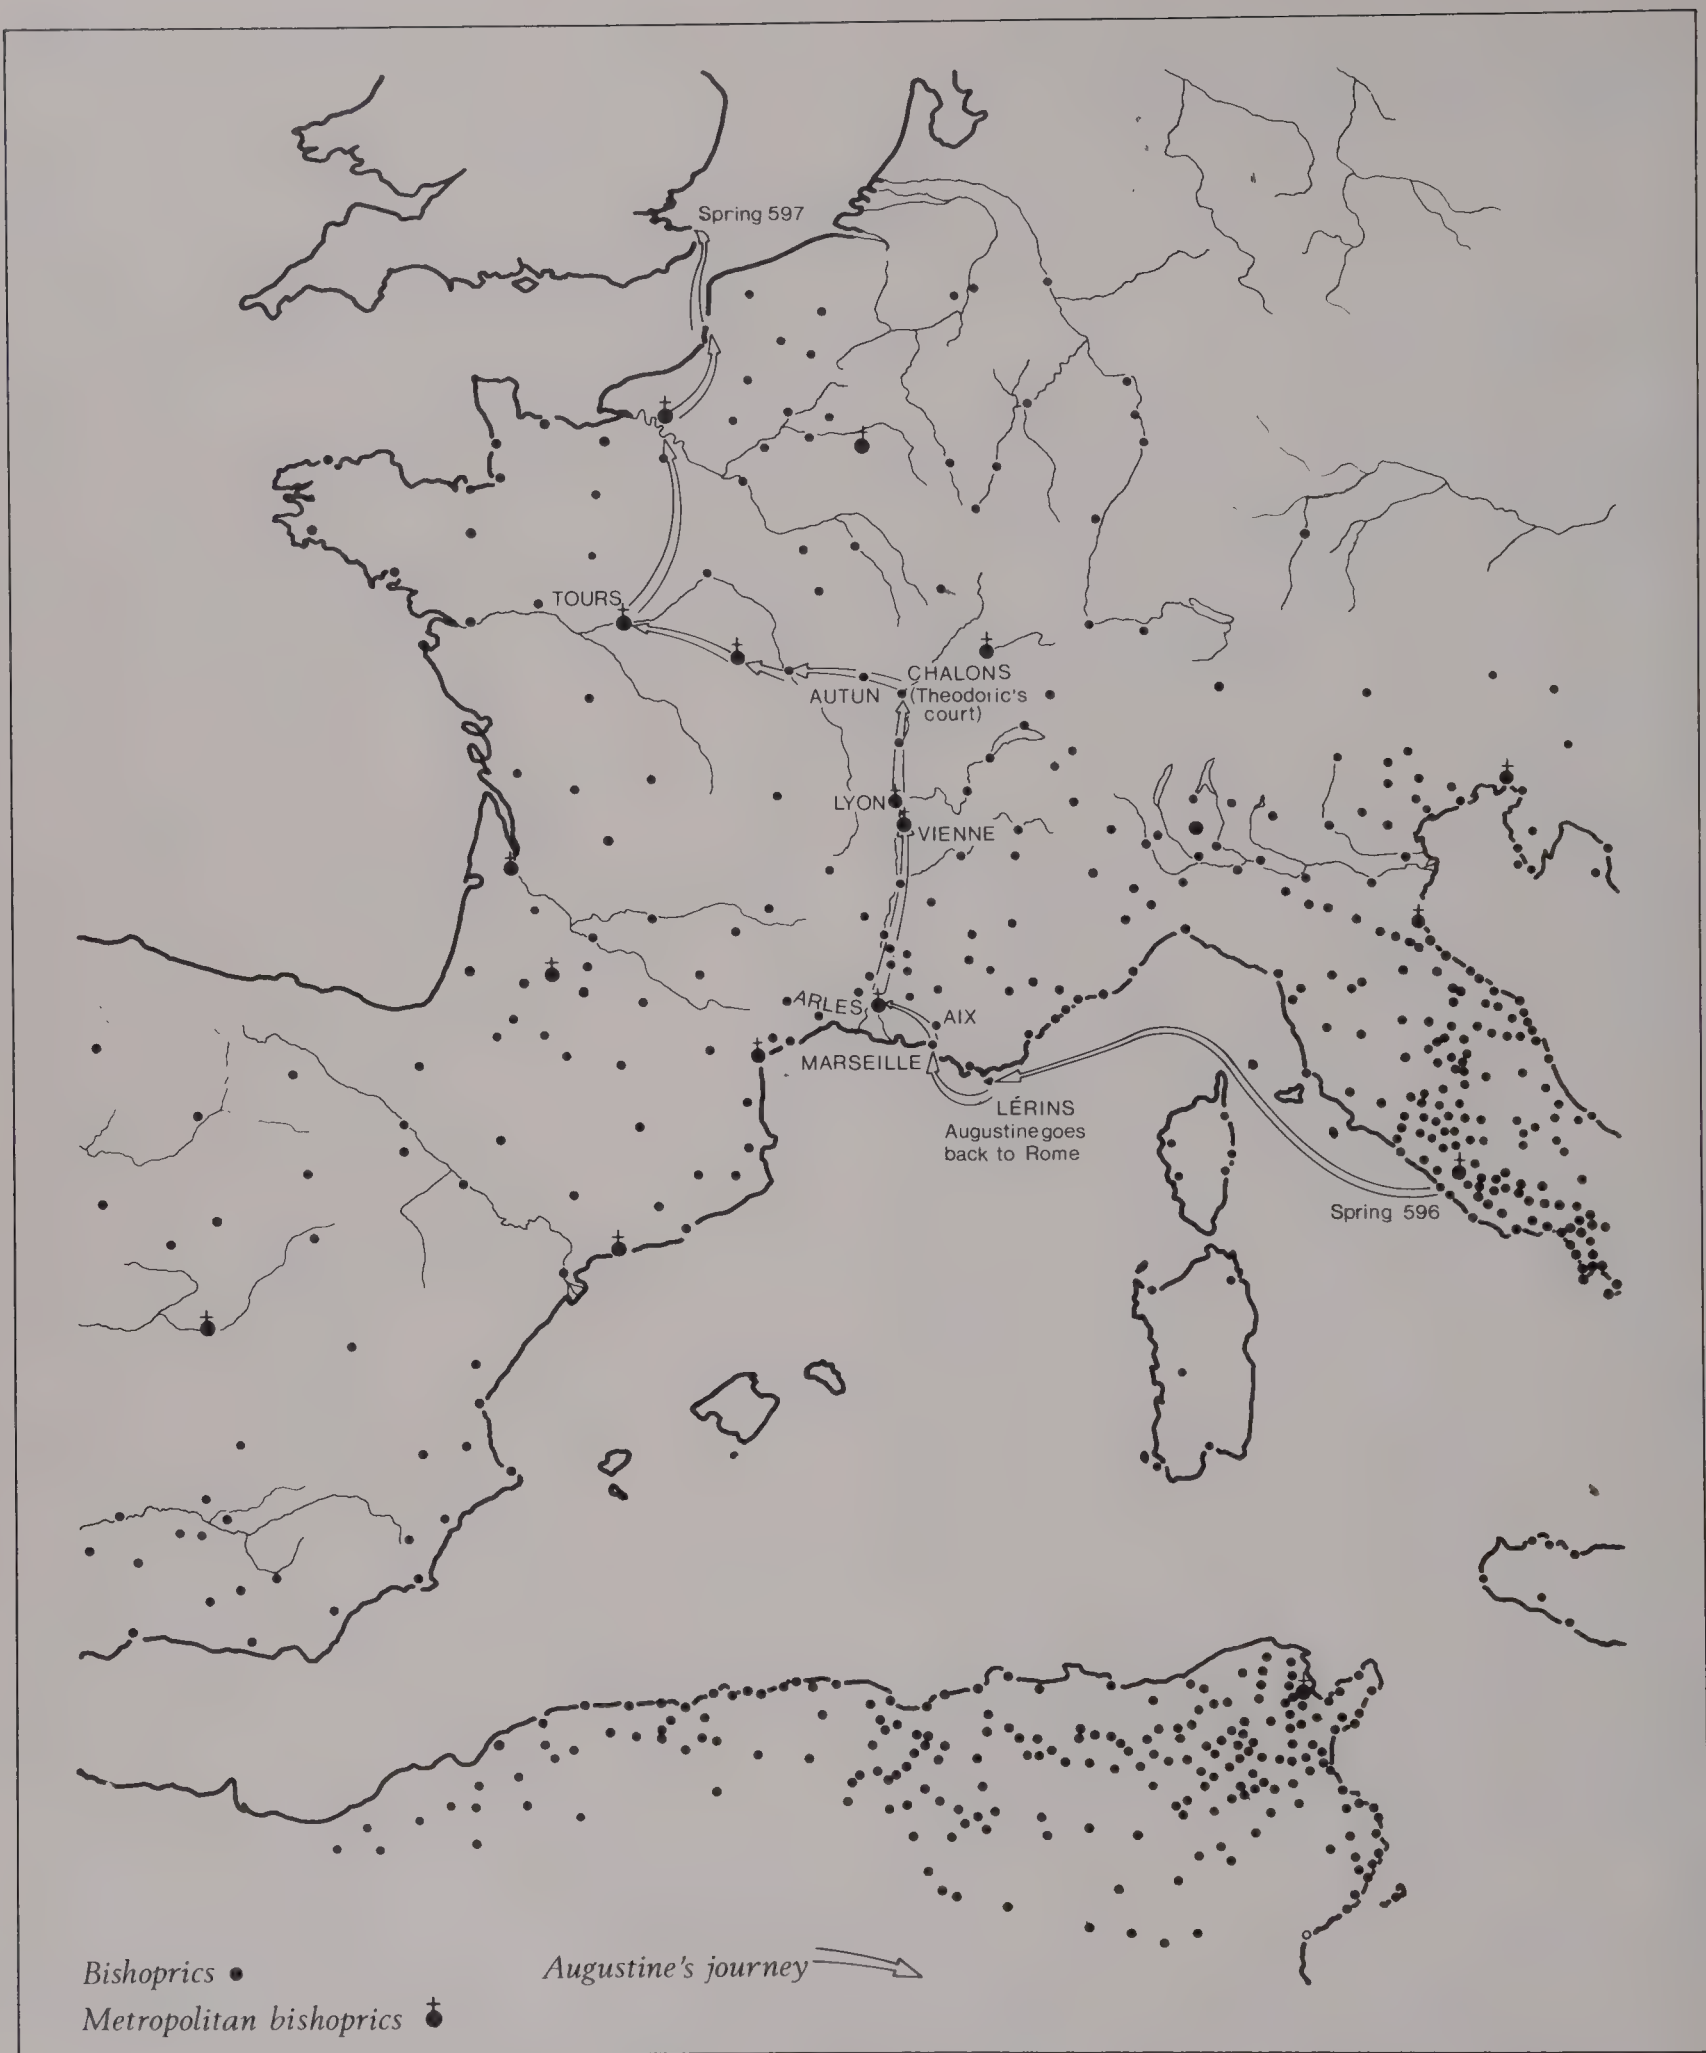 Spring 597
TOURS
CHALONS
(Theodoric's
court)
AUTUN
LYON
VIENNE
ARLES
AIX
MARSEILLE
LÉRINS
Augustine goes
back to Rome
Spring 596
Bishoprics
Augustine's journey
Metropolitan bishoprics